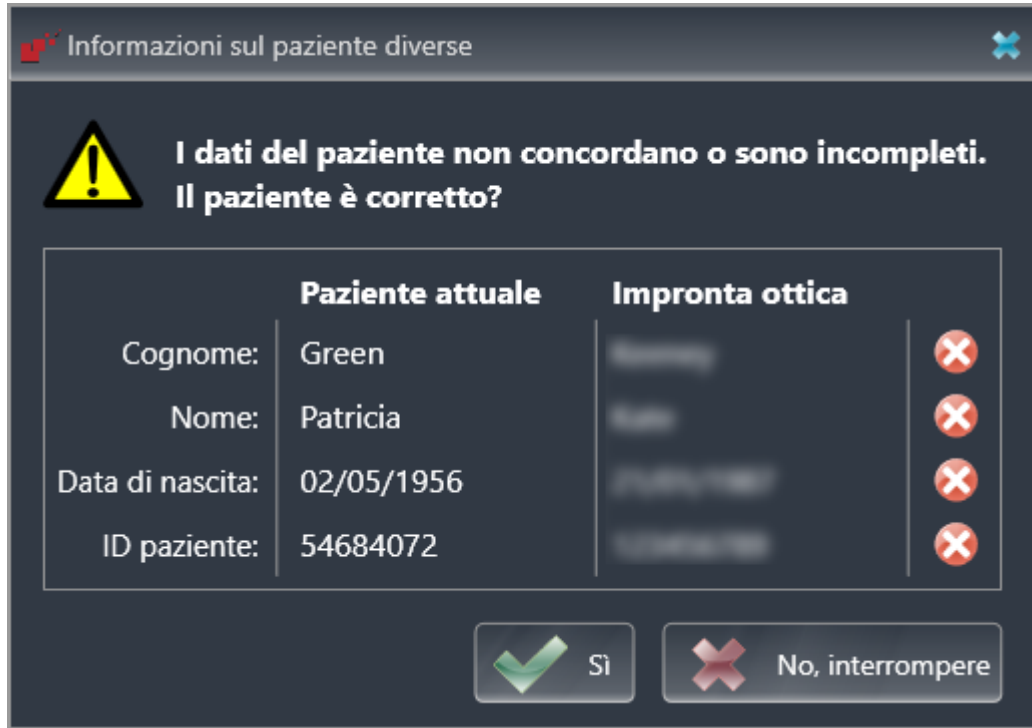 Informazioni sul paziente diverse
I dati del paziente non concordano o sono incompleti.
Il paziente è corretto?
Paziente attuale Impronta ottica
Cognome: Green
Nome: Patricia
Data di nascita: 02/05/1956
ID paziente: 54684072
Sì No, interrompere